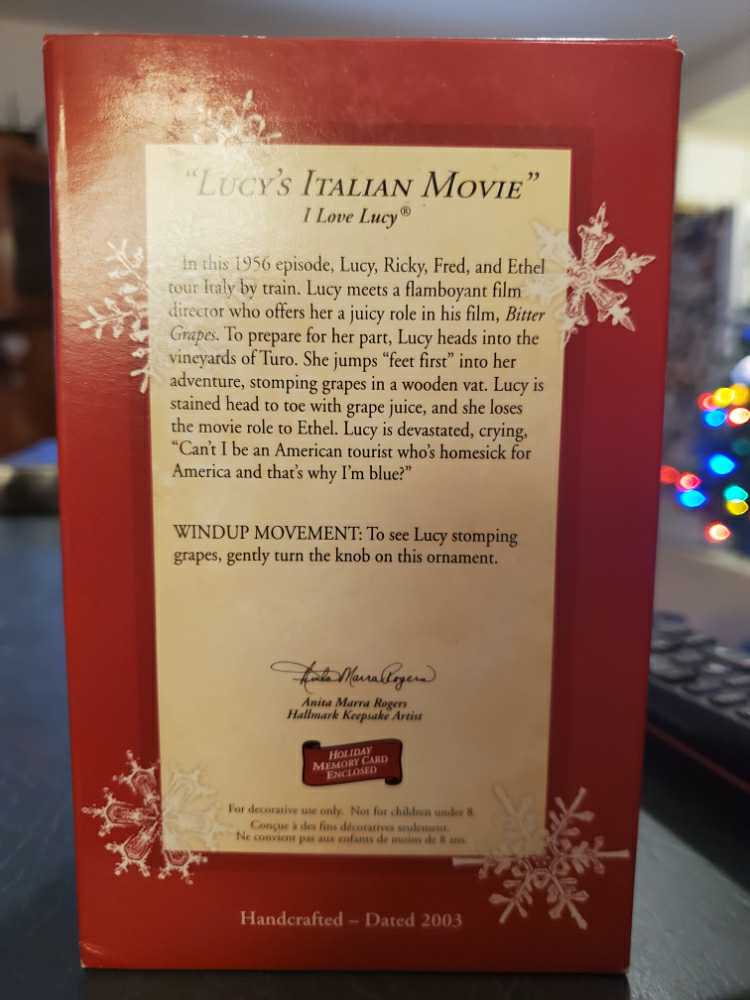 "LUCY'S ITALIAN MOVIE"
I Love Lucy®
In this 1956 episode, Lucy, Ricky, Fred, and Ethel
tour Italy by train. Lucy meets a flamboyant film
director who offers her a juicy role in his film, Bitter
Grapes. To prepare for her part, Lucy heads into the
vineyards of Turo. She jumps "feet first" into her
adventure, stomping grapes in a wooden vat. Lucy is
stained head to toe with grape juice, and she loses
the movie role to Ethel. Lucy is devastated, crying,
"Can't I be an American tourist who's homesick for
America and that's why I'm blue?"
WINDUP MOVEMENT: To see Lucy stomping
grapes, gently turn the knob on this ornament.
Anita Marra Rogers
Anita Marra Rogers
Hallmark Keepsake Artist
HOLIDAY
MEMORY CARD
ENCLOSED
For decorative use only. Not for children under 8.
Conçue à des fins décoratives seulement.
Ne convient pas aux enfants de moins de 8 ans.
Handcrafted – Dated 2003